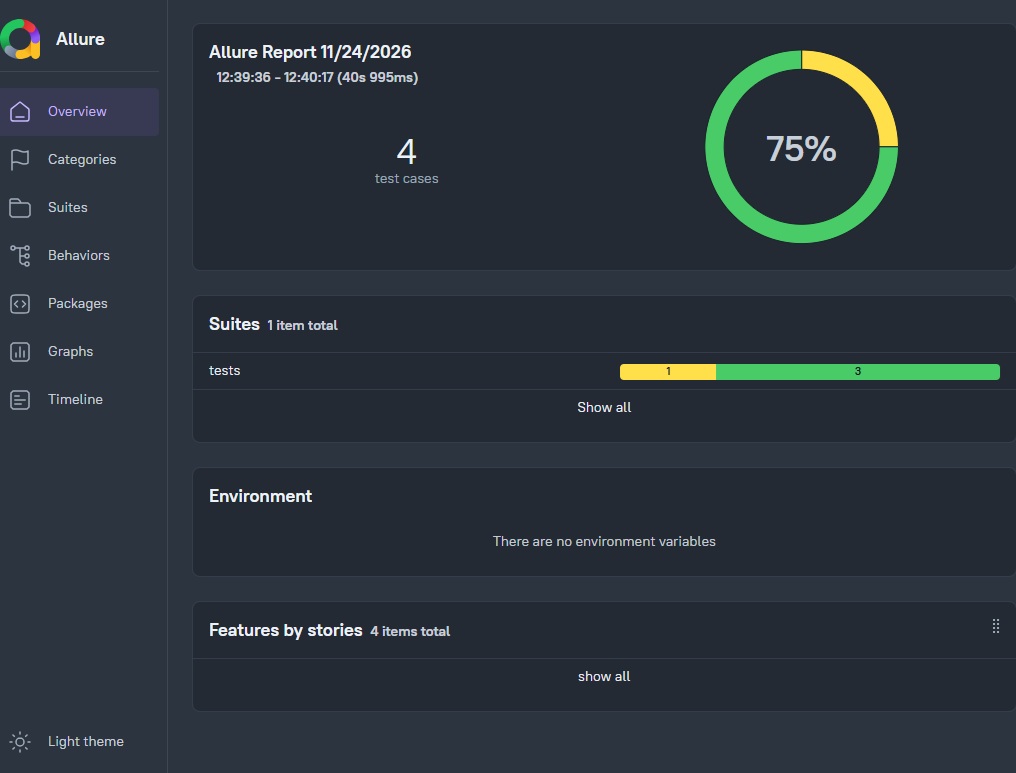 Allure
Overview
Categories
Suites
Behaviors
Packages
Graphs
Timeline
Light theme
Allure Report 11/24/2026
12:39:36 - 12:40:17 (40s 995ms)
4
test cases
75%
Suites 1 item total
tests 1 3
Show all
Environment
There are no environment variables
Features by stories 4 items total
show all